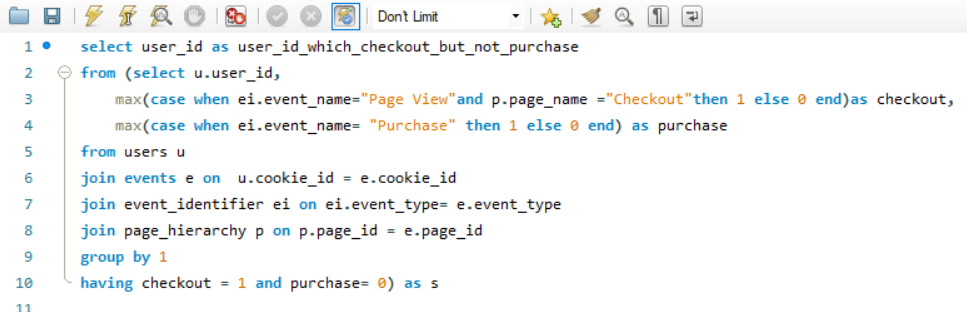 Don't Limit
1 select user_id as user_id_which_checkout_but_not_purchase
2 from (select u.user_id,
3 max(case when ei.event_name="Page View"and p.page_name ="Checkout"then 1 else 0 end)as checkout,
4 max(case when ei.event_name= "Purchase" then 1 else 0 end) as purchase
5 from users u
6 join events e on  u.cookie_id = e.cookie_id
7 join event_identifier ei on ei.event_type= e.event_type
8 join page_hierarchy p on p.page_id = e.page_id
9 group by 1
10 having checkout = 1 and purchase= 0) as s
11